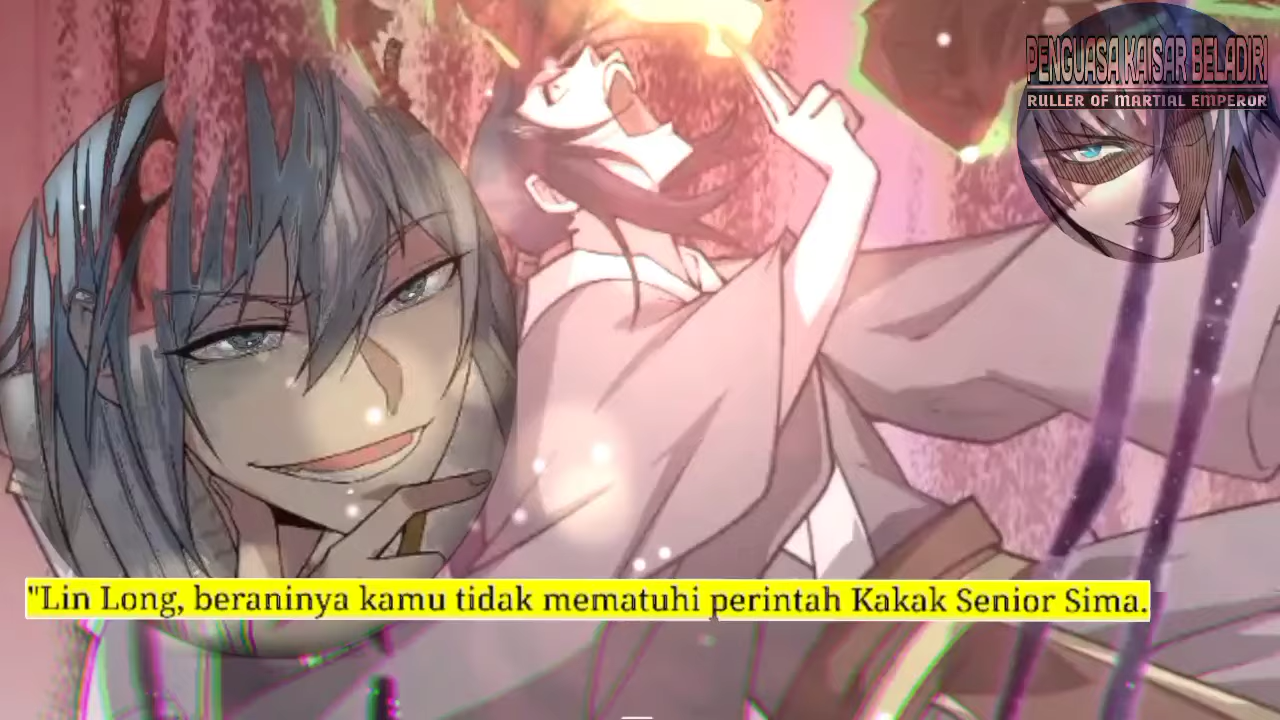 PENGUASA KAISAR BELADIRI
RULLER OF MARTIAL EMPEROR
"Lin Long, beraninya kamu tidak mematuhi perintah Kakak Senior Sima.